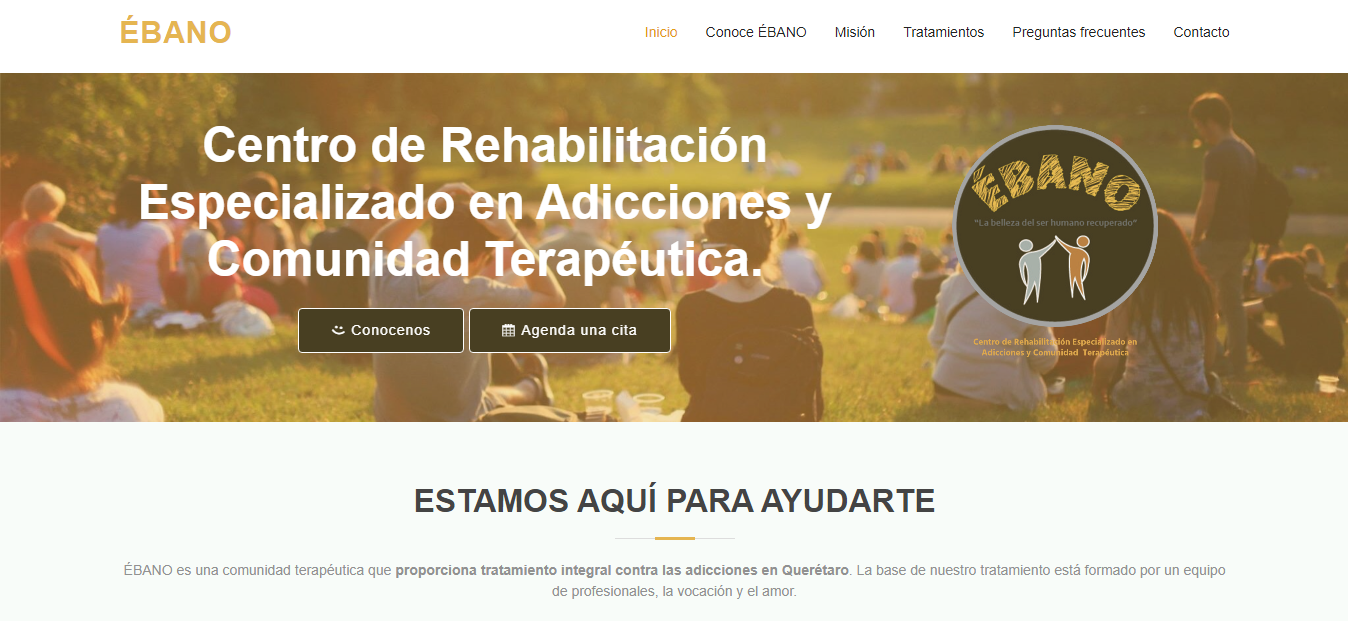 ÉBANO
Inicio
Conoce ÉBANO
Misión
Tratamientos
Preguntas frecuentes
Contacto
Centro de Rehabilitación
Especializado en Adicciones y
Comunidad Terapéutica.
Conocenos
Agenda una cita
EBANO
"La belleza del ser humano recuperado"
Centro de Rehabilitación Especializado en
Adicciones y Comunidad Terapéutica
ESTAMOS AQUÍ PARA AYUDARTE
ÉBANO es una comunidad terapéutica que proporciona tratamiento integral contra las adicciones en Querétaro. La base de nuestro tratamiento está formado por un equipo
de profesionales, la vocación y el amor.